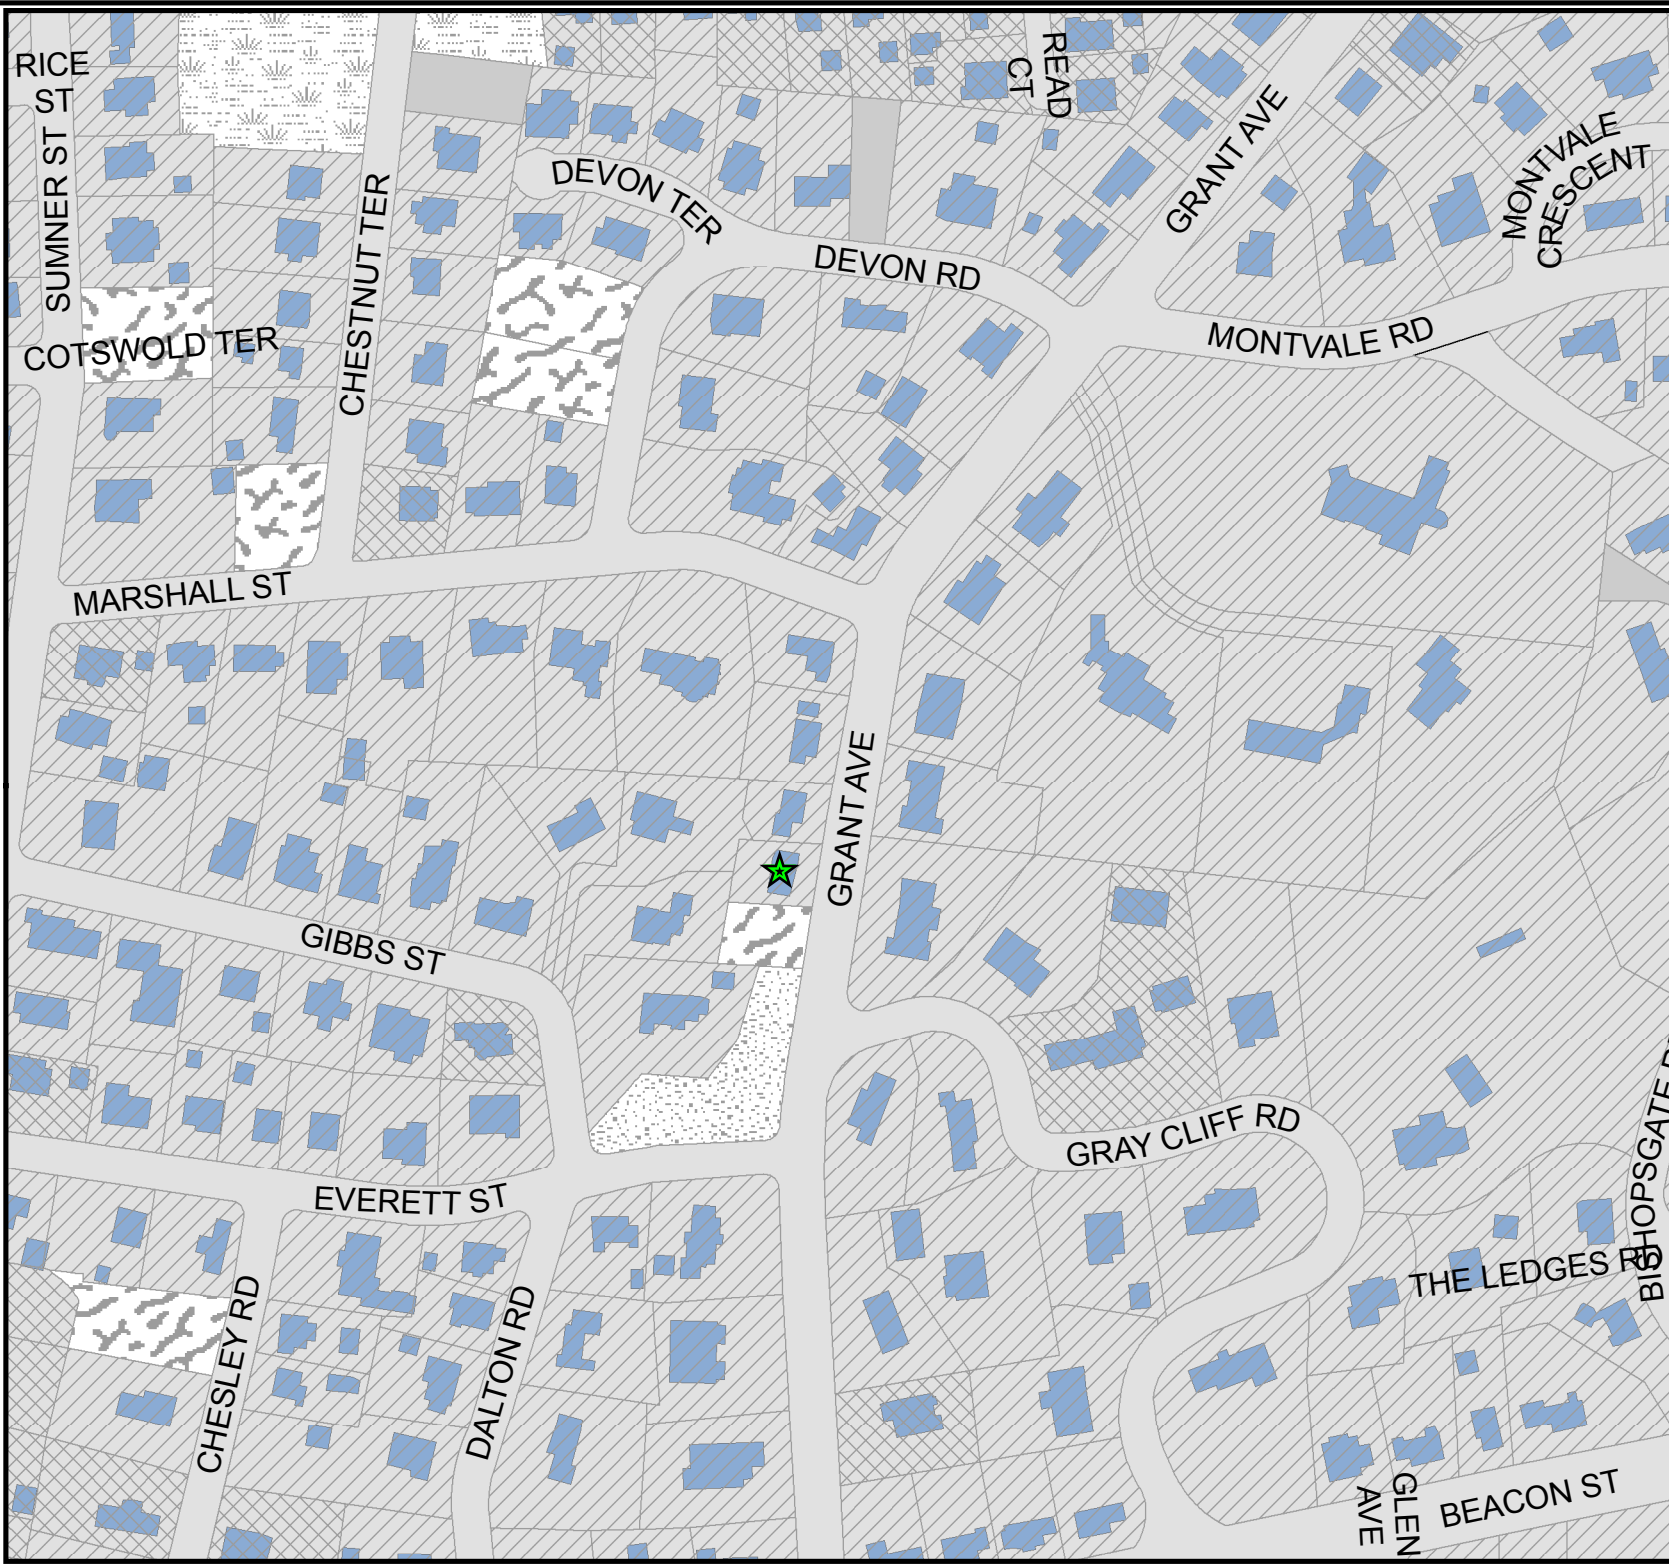 RICE
ST
READ
CT
SUMNER ST
CHESTNUT TER
DEVON TER
GRANT AVE
MONTVALE
CRESCENT
DEVON RD
COTSWOLD TER
MONTVALE RD
MARSHALL ST
GRANT AVE
GIBBS ST
GRAY CLIFF RD
EVERETT ST
BISHOPSGATE RD
THE LEDGES RD
CHESLEY RD
DALTON RD
GLEN
AVE
BEACON ST